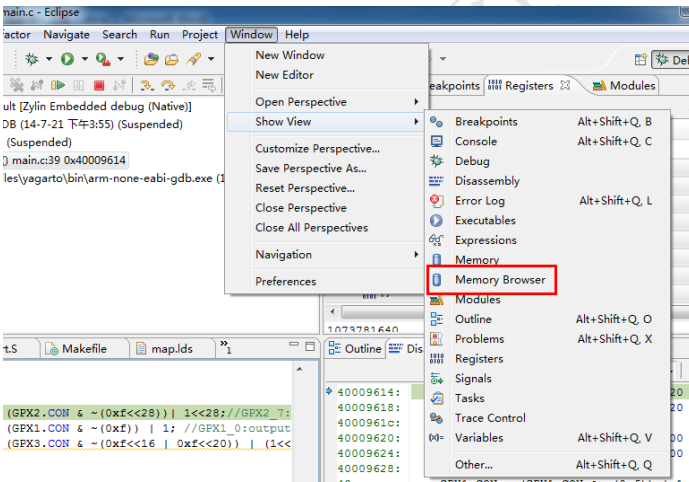 main.c - Eclipse
factor Navigate Search Run Project Window Help
New Window
New Editor
Open Perspective
Show View
Customize Perspective...
Save Perspective As...
Reset Perspective...
Close Perspective
Close All Perspectives
Navigation
Preferences
Breakpoints Alt+Shift+Q, B
Console Alt+Shift+Q, C
Debug
Disassembly
Error Log Alt+Shift+Q, L
Executables
Expressions
Memory
Memory Browser
Modules
Outline Alt+Shift+Q, O
Problems Alt+Shift+Q, X
Registers
Signals
Tasks
Trace Control
Variables Alt+Shift+Q, V
Other... Alt+Shift+Q, Q
De
eakpoints Registers Modules
ult [Zylin Embedded debug (Native)]
DB (14-7-21 下午3:55) (Suspended)
(Suspended)
() main.c:39 0x40009614
les\yagarto\bin\arm-none-eabi-gdb.exe (1
1073781640
t.S Makefile map.lds 1
Outline Dis
(GPX2.CON & ~(0xf<<28))| 1<<28;//GPX2_7:
(GPX1.CON & ~(0xf)) | 1; //GPX1_0:output
(GPX3.CON & ~(0xf<<16 | 0xf<<20)) | (1<<
40009614: 20
40009618: 20
4000961c:
40009620: 00
40009624: 00
40009628: